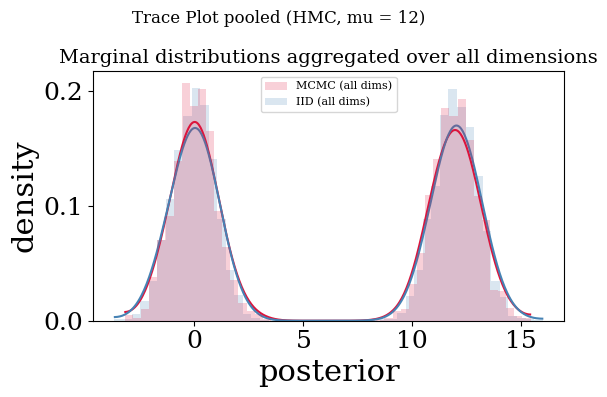 Trace Plot pooled (HMC, mu = 12)
Marginal distributions aggregated over all dimensions
MCMC (all dims)
IID (all dims)
density
0.2
0.1
0.0
0 5 10 15
posterior